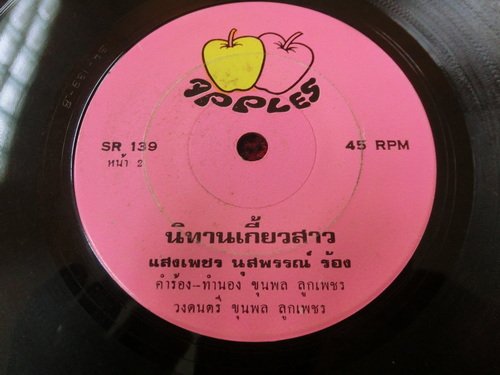 APPLES
SR 139
45 RPM
หน้า 2
นิทานเกี้ยวสาว
แสงเพชร นุสพรรณ์ ร้อง
คำร้อง-ทำนอง ขุนพล ลูกเพชร
วงดนตรี ขุนพล ลูกเพชร